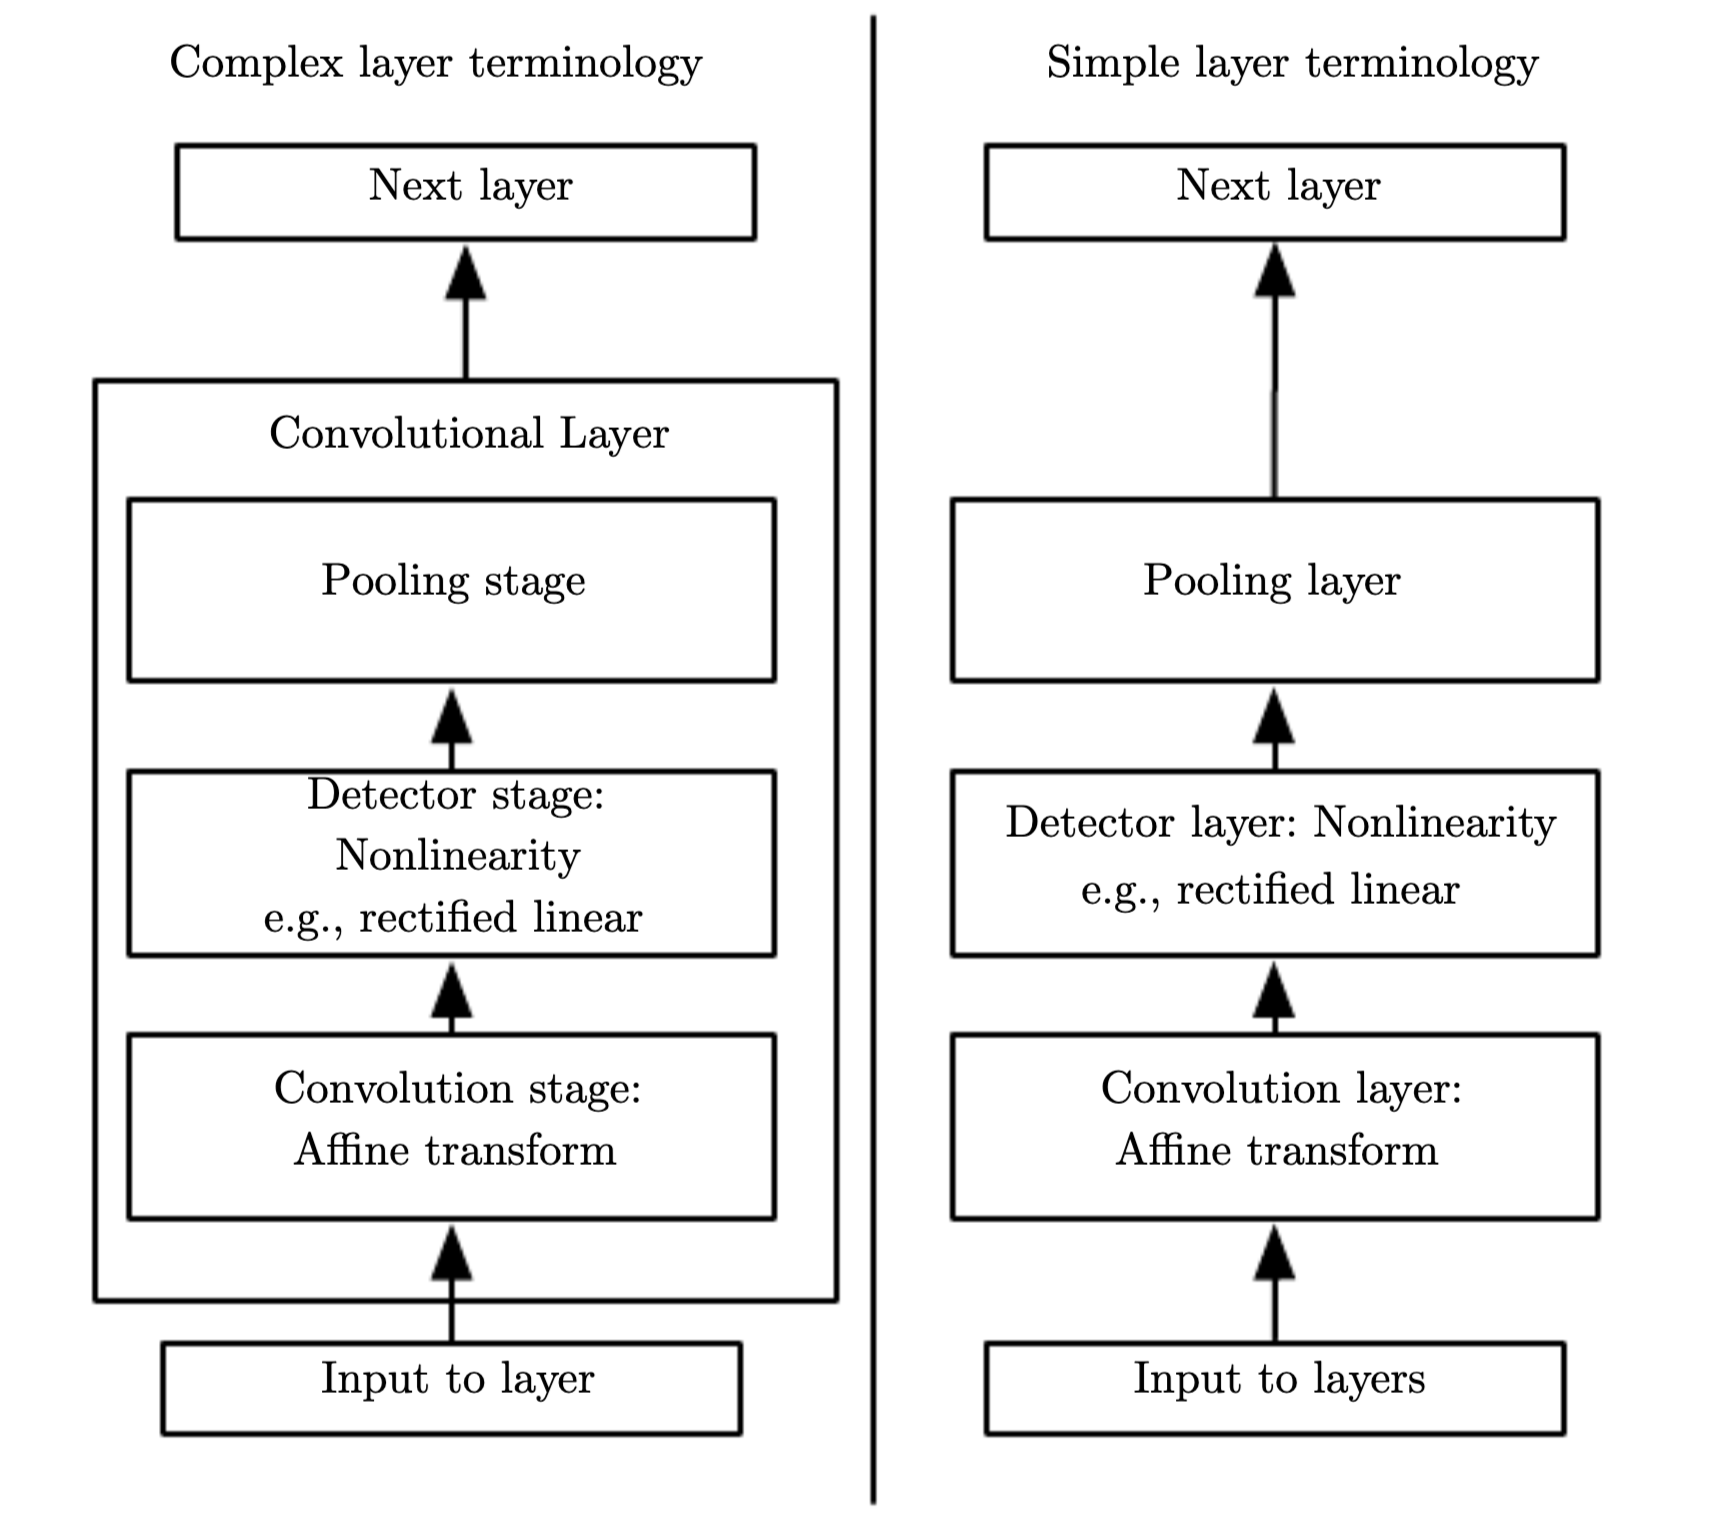 Complex layer terminology
Next layer
Convolutional Layer
Pooling stage
Detector stage:
Nonlinearity
e.g., rectified linear
Convolution stage:
Affine transform
Input to layer
Simple layer terminology
Next layer
Pooling layer
Detector layer: Nonlinearity
e.g., rectified linear
Convolution layer:
Affine transform
Input to layers